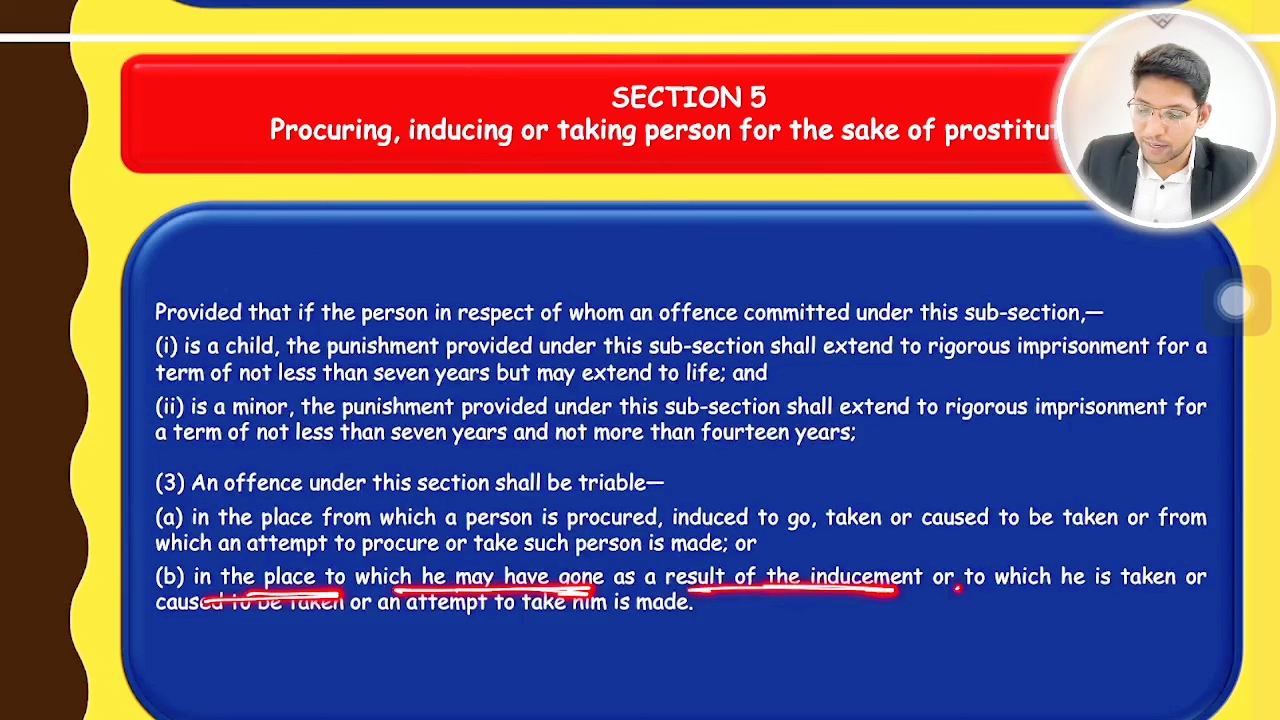 SECTION 5
Procuring, inducing or taking person for the sake of
Provided that if the person in respect of whom an offence committed under this sub-section,—
(i) is a child, the punishment provided under this sub-section shall extend to rigorous imprisonment for a
term of not less than seven years but may extend to life; and
(ii) is a minor, the punishment provided under this sub-section shall extend to rigorous imprisonment for
a term of not less than seven years and not more than fourteen years;
(3) An offence under this section shall be triable—
(a) in the place from which a person is procured, induced to go, taken or caused to be taken or from
which an attempt to procure or take such person is made; or
(b) in the place to which he may have gone as a result of the inducement or to which he is taken or
caused to be taken or an attempt to take him is made.